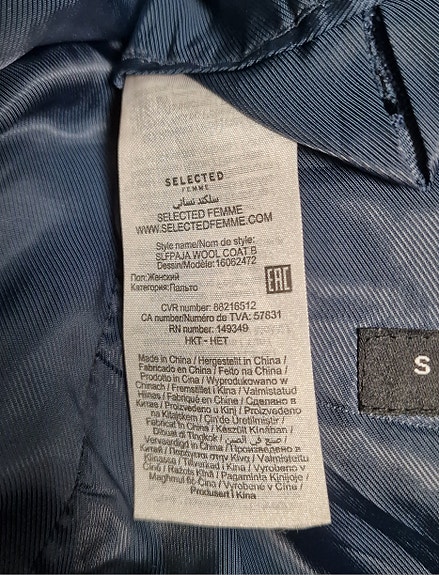 SELECTED
FEMME
سلكتد نسائي
SELECTED FEMME
WWW.SELECTEDFEMME.COM
Style name/Nom de style:
SLFPAJA WOOL COAT B
Dessin/Modèle: 16062472
Пол:Женский
Категория:Пальто
EAC
CVR number: 88216512
CA number/Numéro de TVA: 57831
RN number: 149349
HKT - HET
Made in China / Hergestellt in China /
Fabricado en China / Feito na China /
Prodotto in Cina / Wyprodukowano w
Chinach / Fremstillet i Kina / Valmistatud
Hiinas / Fabriqué en Chine / Сделано в
Китае / Proizvedeno u Kini / Proizvedeno
na Kitajskem / Çin'de Üretilmiştir /
Fabricat în China / Készült Kínában /
Dituat di Tiongkok / صنع في الصين /
Vervaardigd in China / Произведено в
Китай / Παράγεται στην Κίνα / Valmistettu
Kiinassa / Tillverkad i Kina / Vyrobeno v
Číně / Ražots Ķīnā / Pagaminta Kinijoje /
Maghmul fiċ-Ċina / Vyrobené v Číne /
Produsert i Kina
S